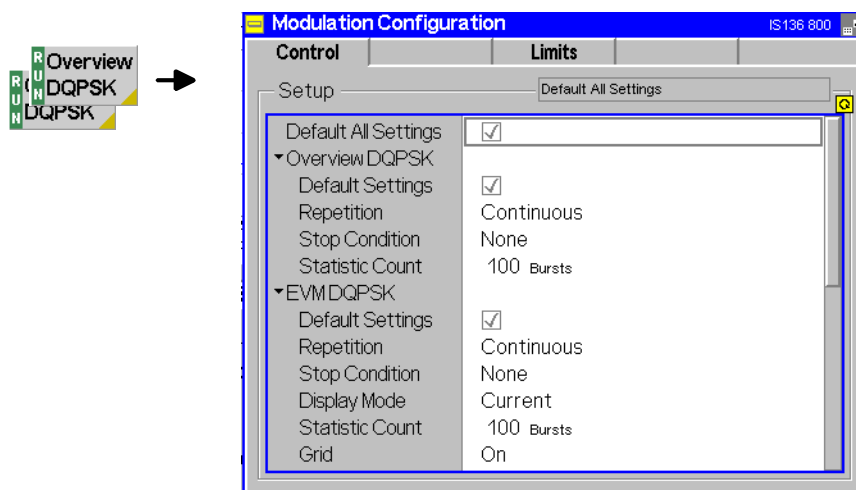 RUN Overview
DQPSK
RUN
DQPSK
Modulation Configuration IS136 800
Control Limits
Setup Default All Settings
Default All Settings
Overview DQPSK
Default Settings
Repetition Continuous
Stop Condition None
Statistic Count 100 Bursts
EVM DQPSK
Default Settings
Repetition Continuous
Stop Condition None
Display Mode Current
Statistic Count 100 Bursts
Grid On